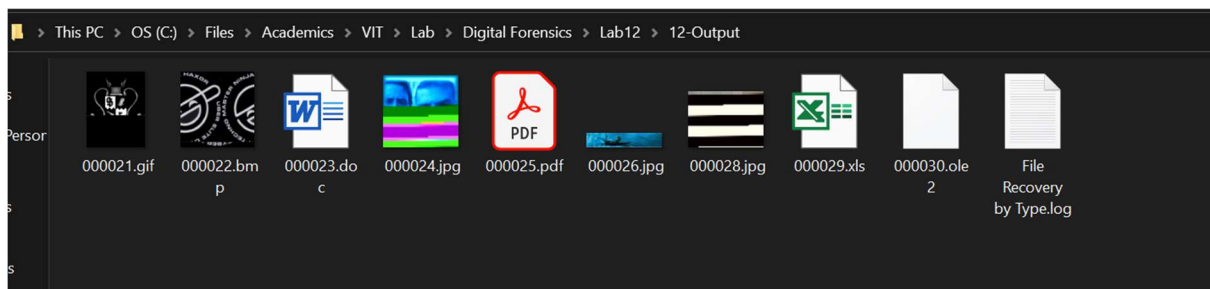 This PC > OS (C:) > Files > Academics > VIT > Lab > Digital Forensics > Lab12 > 12-Output
s
Person
s
s
000021.gif
000022.bm
p
000023.do
c
000024.jpg
PDF
000025.pdf
000026.jpg
000028.jpg
000029.xls
000030.ole
2
File
Recovery
by Type.log